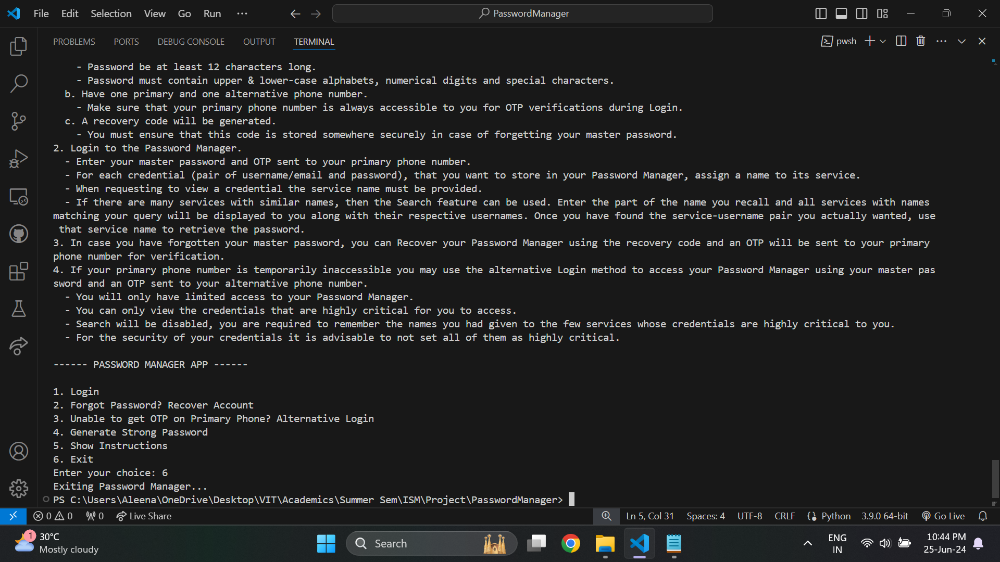 File Edit Selection View Go Run ··· PasswordManager
PROBLEMS PORTS DEBUG CONSOLE OUTPUT TERMINAL pwsh
- Password be at least 12 characters long.
- Password must contain upper & lower-case alphabets, numerical digits and special characters.
b. Have one primary and one alternative phone number.
- Make sure that your primary phone number is always accessible to you for OTP verifications during Login.
c. A recovery code will be generated.
- You must ensure that this code is stored somewhere securely in case of forgetting your master password.
2. Login to the Password Manager.
- Enter your master password and OTP sent to your primary phone number.
- For each credential (pair of username/email and password), that you want to store in your Password Manager, assign a name to its service.
- When requesting to view a credential the service name must be provided.
- If there are many services with similar names, then the Search feature can be used. Enter the part of the name you recall and all services with names
matching your query will be displayed to you along with their respective usernames. Once you have found the service-username pair you actually wanted, use
that service name to retrieve the password.
3. In case you have forgotten your master password, you can Recover your Password Manager using the recovery code and an OTP will be sent to your primary
phone number for verification.
4. If your primary phone number is temporarily inaccessible you may use the alternative Login method to access your Password Manager using your master pas
sword and an OTP sent to your alternative phone number.
- You will only have limited access to your Password Manager.
- You can only view the credentials that are highly critical for you to access.
- Search will be disabled, you are required to remember the names you had given to the few services whose credentials are highly critical to you.
- For the security of your credentials it is advisable to not set all of them as highly critical.
------ PASSWORD MANAGER APP ------
1. Login
2. Forgot Password? Recover Account
3. Unable to get OTP on Primary Phone? Alternative Login
4. Generate Strong Password
5. Show Instructions
6. Exit
Enter your choice: 6
Exiting Password Manager...
PS C:\Users\Aleena\OneDrive\Desktop\VIT\Academics\Summer Sem\ISM\Project\PasswordManager>
0 0 0 Live Share Ln 5, Col 31 Spaces: 4 UTF-8 CRLF Python 3.9.0 64-bit Go Live
1 30°C Search ENG 10:44 PM
Mostly cloudy IN 25-Jun-24